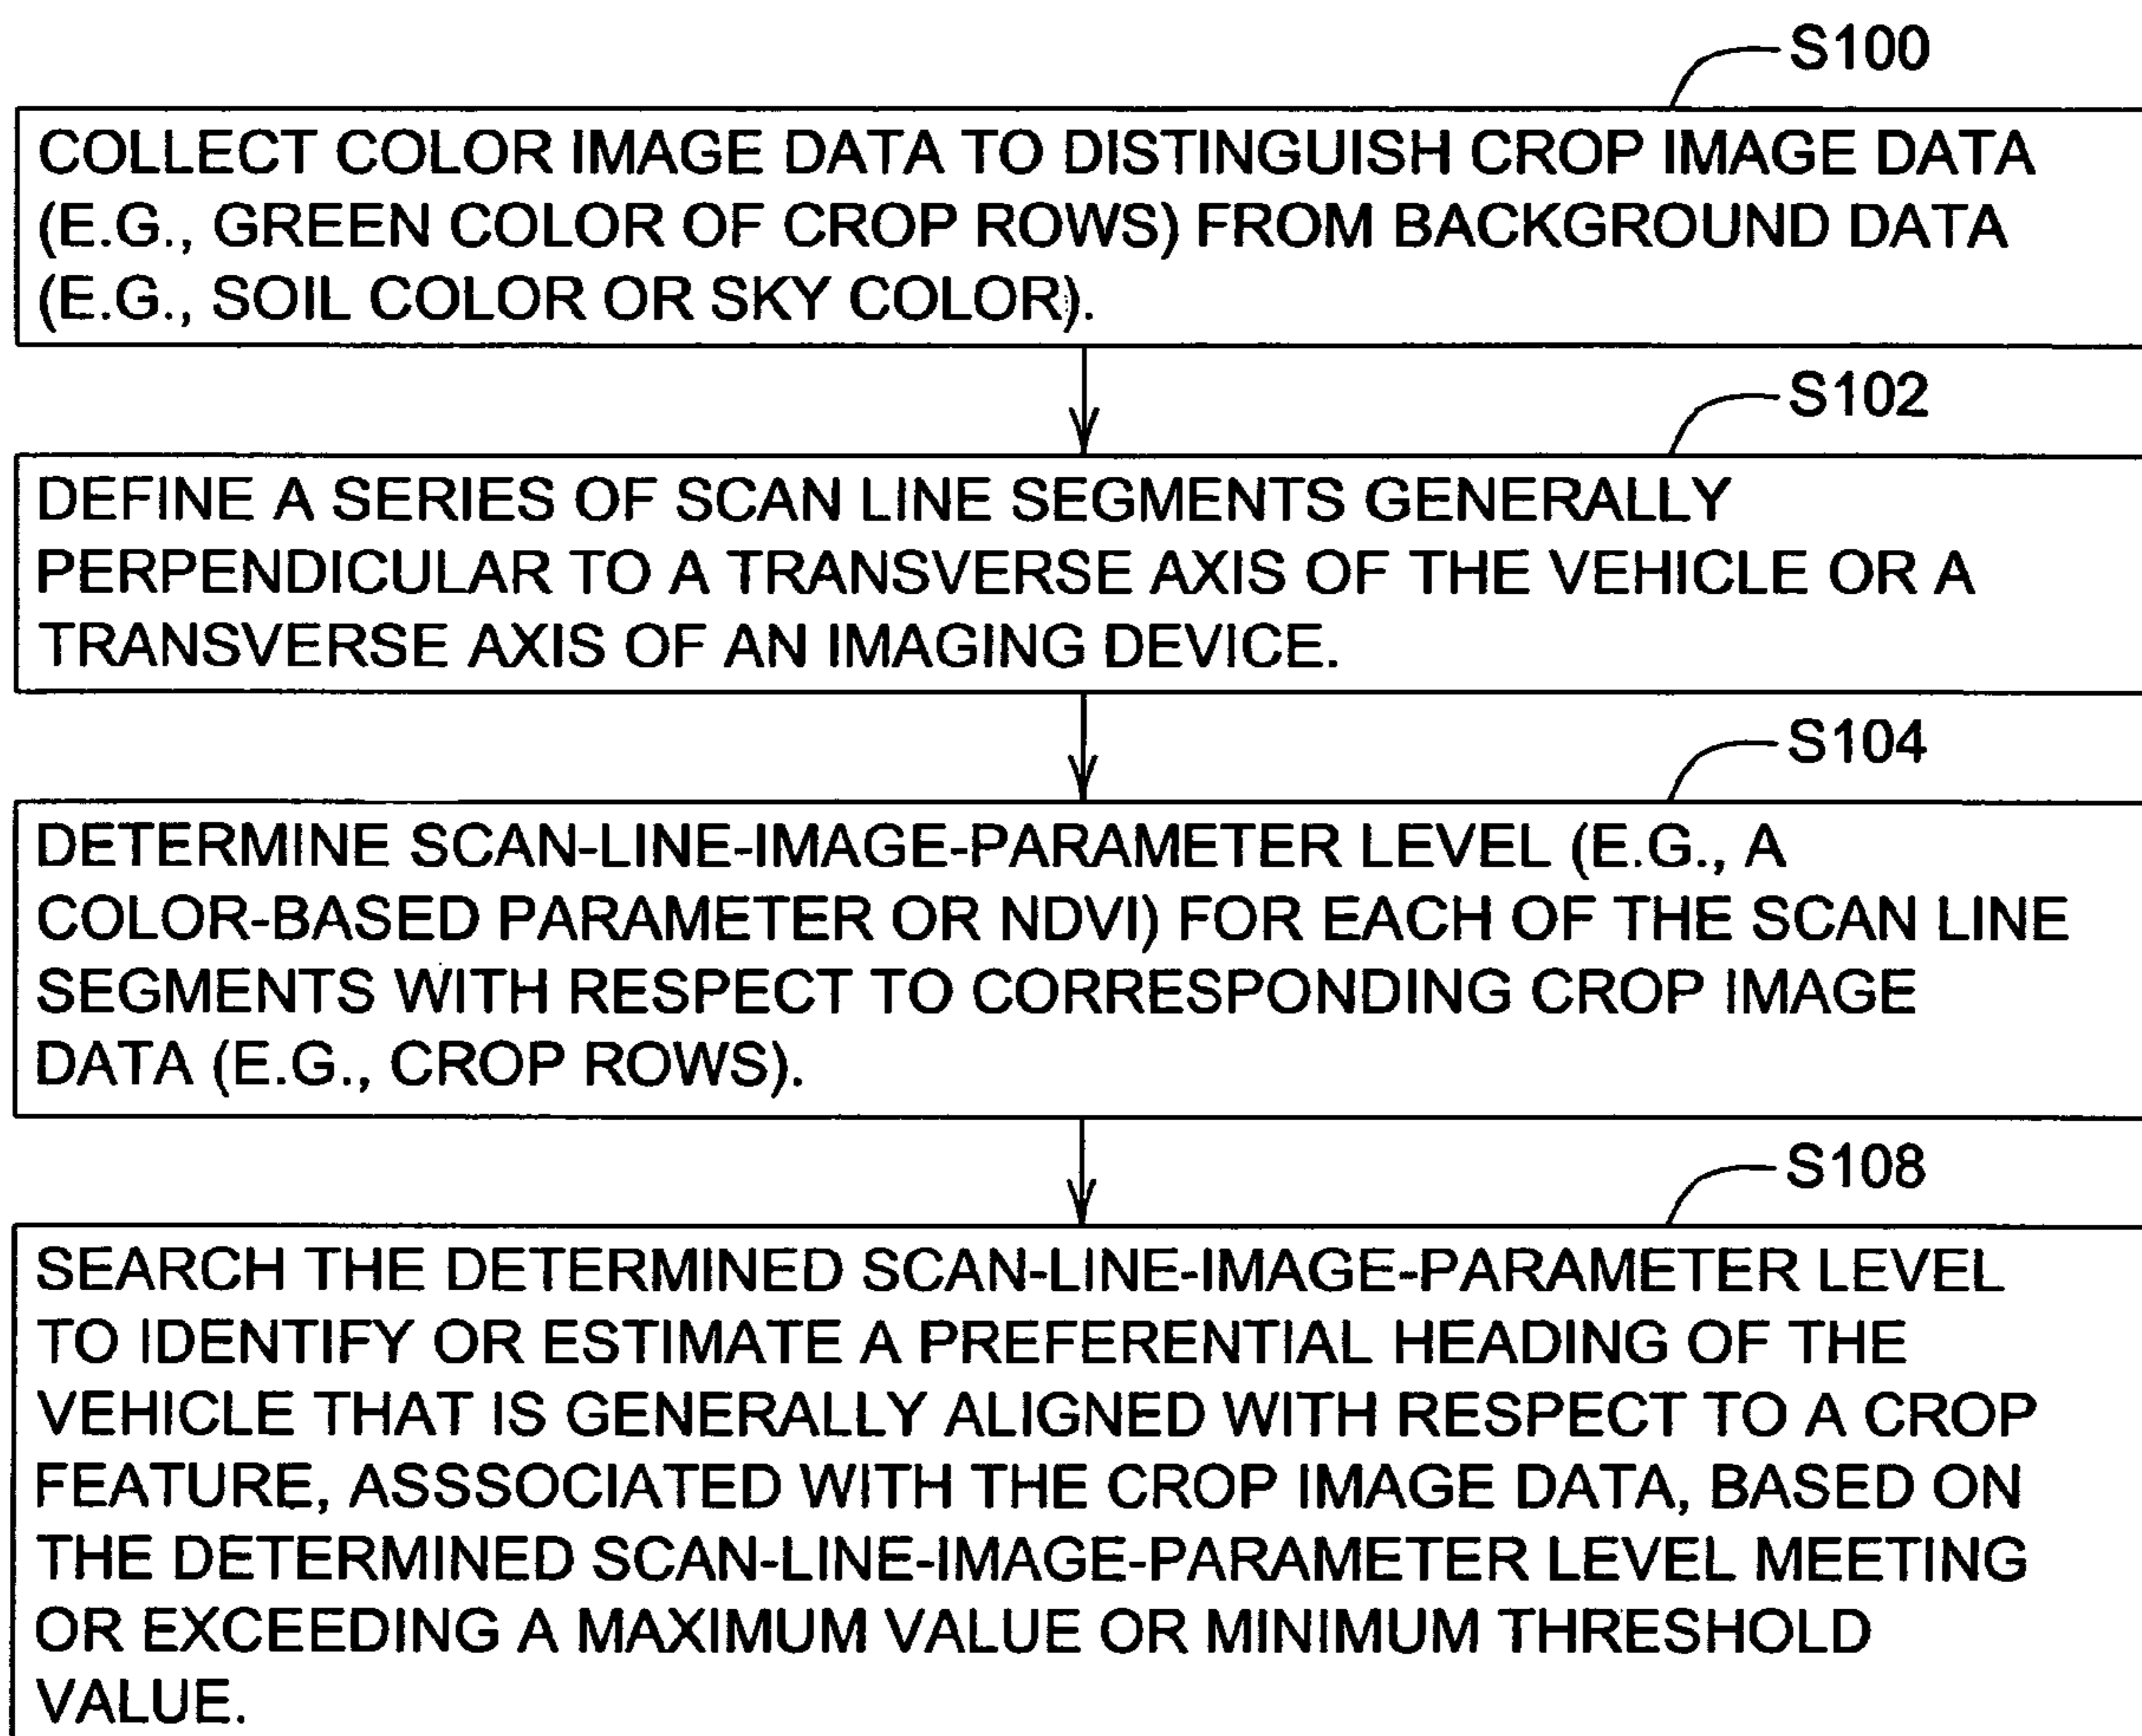 S100
COLLECT COLOR IMAGE DATA TO DISTINGUISH CROP IMAGE DATA
(E.G., GREEN COLOR OF CROP ROWS) FROM BACKGROUND DATA
(E.G., SOIL COLOR OR SKY COLOR).
S102
DEFINE A SERIES OF SCAN LINE SEGMENTS GENERALLY
PERPENDICULAR TO A TRANSVERSE AXIS OF THE VEHICLE OR A
TRANSVERSE AXIS OF AN IMAGING DEVICE.
S104
DETERMINE SCAN-LINE-IMAGE-PARAMETER LEVEL (E.G., A
COLOR-BASED PARAMETER OR NDVI) FOR EACH OF THE SCAN LINE
SEGMENTS WITH RESPECT TO CORRESPONDING CROP IMAGE
DATA (E.G., CROP ROWS).
S108
SEARCH THE DETERMINED SCAN-LINE-IMAGE-PARAMETER LEVEL
TO IDENTIFY OR ESTIMATE A PREFERENTIAL HEADING OF THE
VEHICLE THAT IS GENERALLY ALIGNED WITH RESPECT TO A CROP
FEATURE, ASSSOCIATED WITH THE CROP IMAGE DATA, BASED ON
THE DETERMINED SCAN-LINE-IMAGE-PARAMETER LEVEL MEETING
OR EXCEEDING A MAXIMUM VALUE OR MINIMUM THRESHOLD
VALUE.